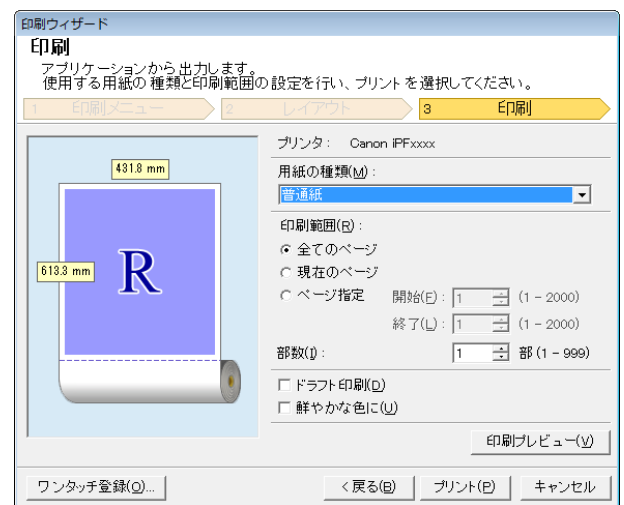 印刷ウィザード
印刷
アプリケーションから出力します。
使用する用紙の種類と印刷範囲の設定を行い、プリントを選択してください。
1 印刷メニュー 2 レイアウト 3 印刷
プリンタ： Canon iPFxxxx
431.8 mm
用紙の種類(M)：
普通紙
印刷範囲(R)：
全てのページ
613.3 mm
R
現在のページ
ページ指定 開始(F)： 1 (1 - 2000)
終了(L)： 1 (1 - 2000)
部数(I)： 1 部 (1 - 999)
ドラフト印刷(D)
鮮やかな色に(U)
印刷プレビュー(V)
ワンタッチ登録(O)... < 戻る(B) プリント(P) キャンセル